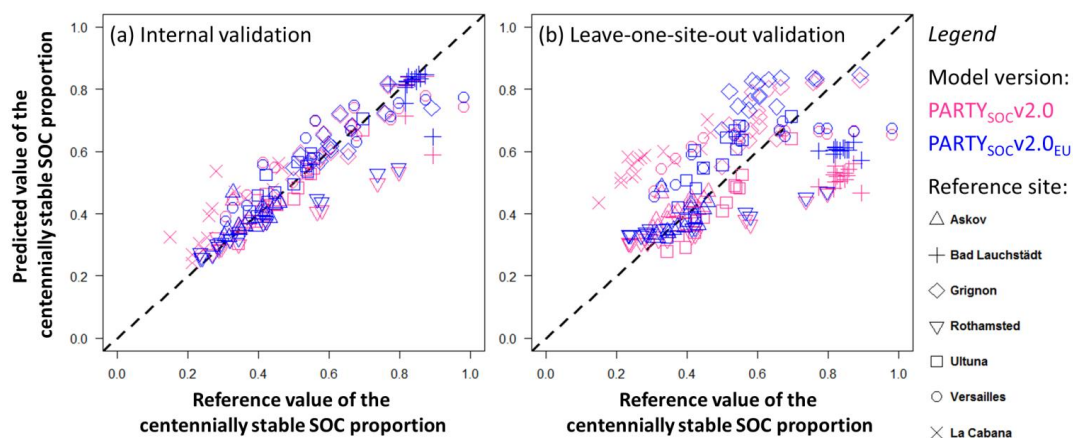 Predicted value of the
centennially stable SOC proportion
(a) Internal validation
1.0
0.8
0.6
0.4
0.2
0.0
0.0 0.2 0.4 0.6 0.8 1.0
Reference value of the
centennially stable SOC proportion
(b) Leave-one-site-out validation
1.0
0.8
0.6
0.4
0.2
0.0
0.0 0.2 0.4 0.6 0.8 1.0
Reference value of the
centennially stable SOC proportion
Legend
Model version:
PARTYSOCv2.0
PARTYSOCv2.0EU
Reference site:
Askov
Bad Lauchstädt
Grignon
Rothamsted
Ultuna
Versailles
La Cabana